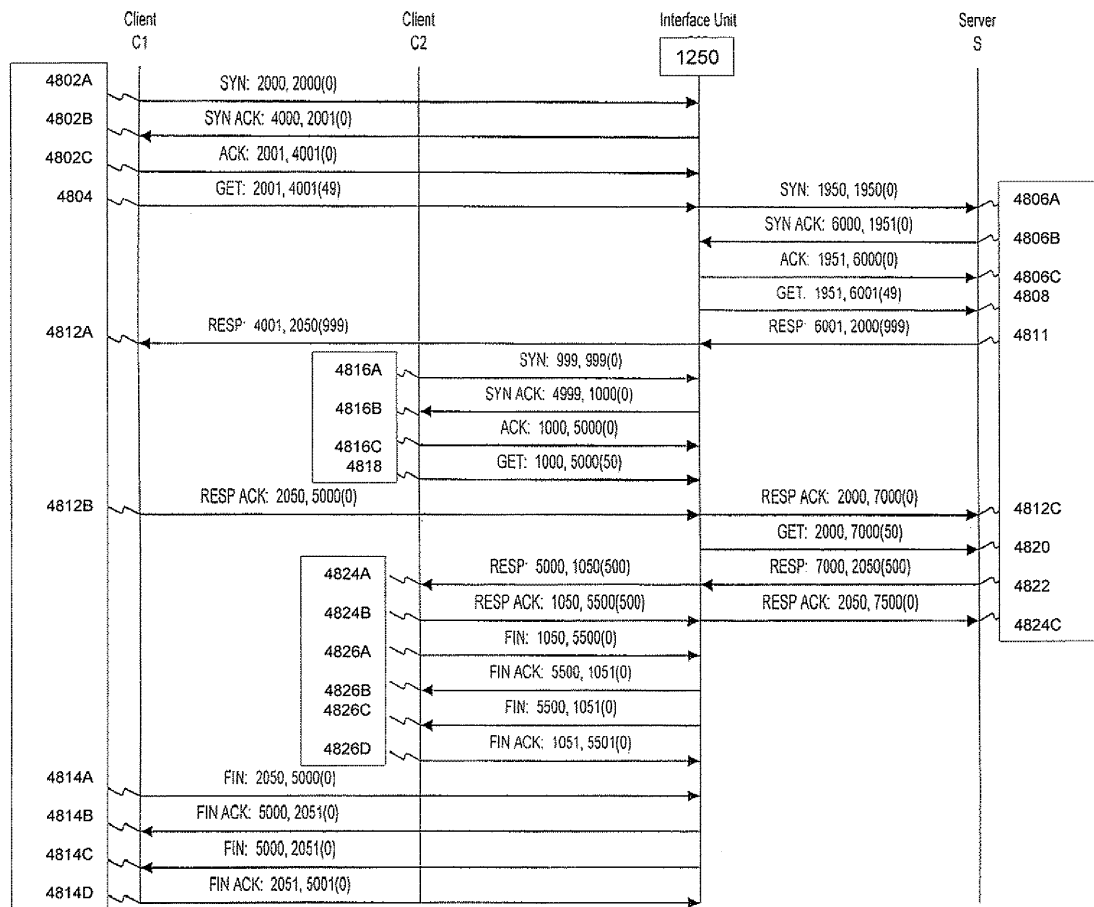 Client
C1
Client
C2
Interface Unit
1250
Server
S
4802A
SYN: 2000, 2000(0)
4802B
SYN ACK: 4000, 2001(0)
4802C
ACK: 2001, 4001(0)
4804
GET: 2001, 4001(49)
SYN: 1950, 1950(0)
4806A
SYN ACK: 6000, 1951(0)
4806B
ACK: 1951, 6000(0)
4806C
GET: 1951, 6001(49)
4808
4812A
RESP: 4001, 2050(999)
RESP: 6001, 2000(999)
4811
4816A
SYN: 999, 999(0)
4816B
SYN ACK: 4999, 1000(0)
4816C
ACK: 1000, 5000(0)
4818
GET: 1000, 5000(50)
4812B
RESP ACK: 2050, 5000(0)
RESP ACK: 2000, 7000(0)
4812C
GET: 2000, 7000(50)
4820
4824A
RESP: 5000, 1050(500)
RESP: 7000, 2050(500)
4822
4824B
RESP ACK: 1050, 5500(500)
RESP ACK: 2050, 7500(0)
4824C
4826A
FIN: 1050, 5500(0)
4826B
FIN ACK: 5500, 1051(0)
4826C
FIN: 5500, 1051(0)
4826D
FIN ACK: 1051, 5501(0)
4814A
FIN: 2050, 5000(0)
4814B
FIN ACK: 5000, 2051(0)
4814C
FIN: 5000, 2051(0)
4814D
FIN ACK: 2051, 5001(0)